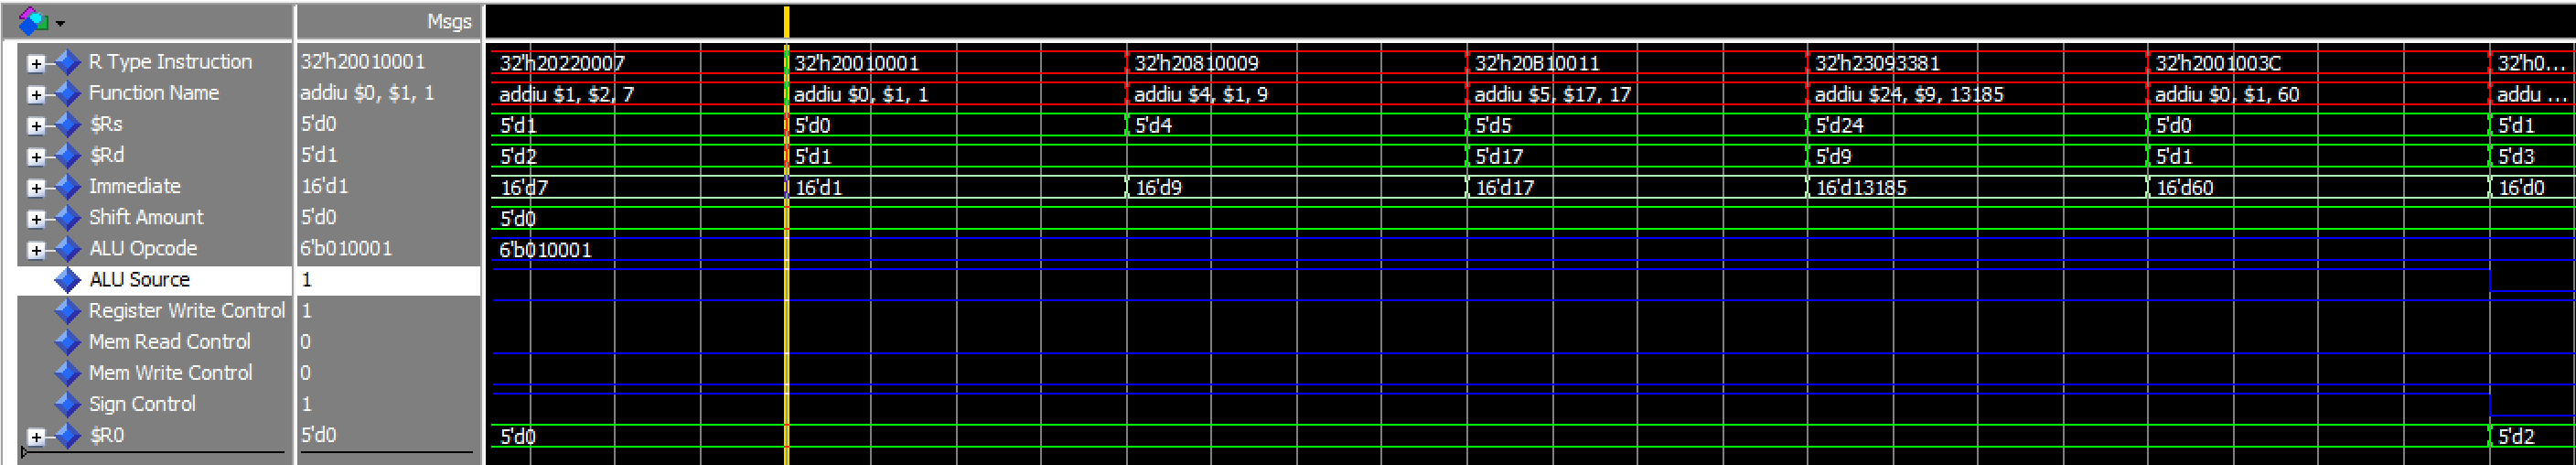 Msgs
R Type Instruction 32'h20010001 32'h20220007 32'h20010001 32'h20810009 32'h20B10011 32'h23093381 32'h2001003C 32'h0...
Function Name addiu $0, $1, 1 addiu $1, $2, 7 addiu $0, $1, 1 addiu $4, $1, 9 addiu $5, $17, 17 addiu $24, $9, 13185 addiu $0, $1, 60 addu ...
$Rs 5'd0 5'd1 5'd0 5'd4 5'd5 5'd24 5'd0 5'd1
$Rd 5'd1 5'd2 5'd1 5'd17 5'd9 5'd1 5'd3
Immediate 16'd1 16'd7 16'd1 16'd9 16'd17 16'd13185 16'd60 16'd0
Shift Amount 5'd0 5'd0
ALU Opcode 6'b010001 6'b010001
ALU Source 1
Register Write Control 1
Mem Read Control 0
Mem Write Control 0
Sign Control 1
$R0 5'd0 5'd0 5'd2